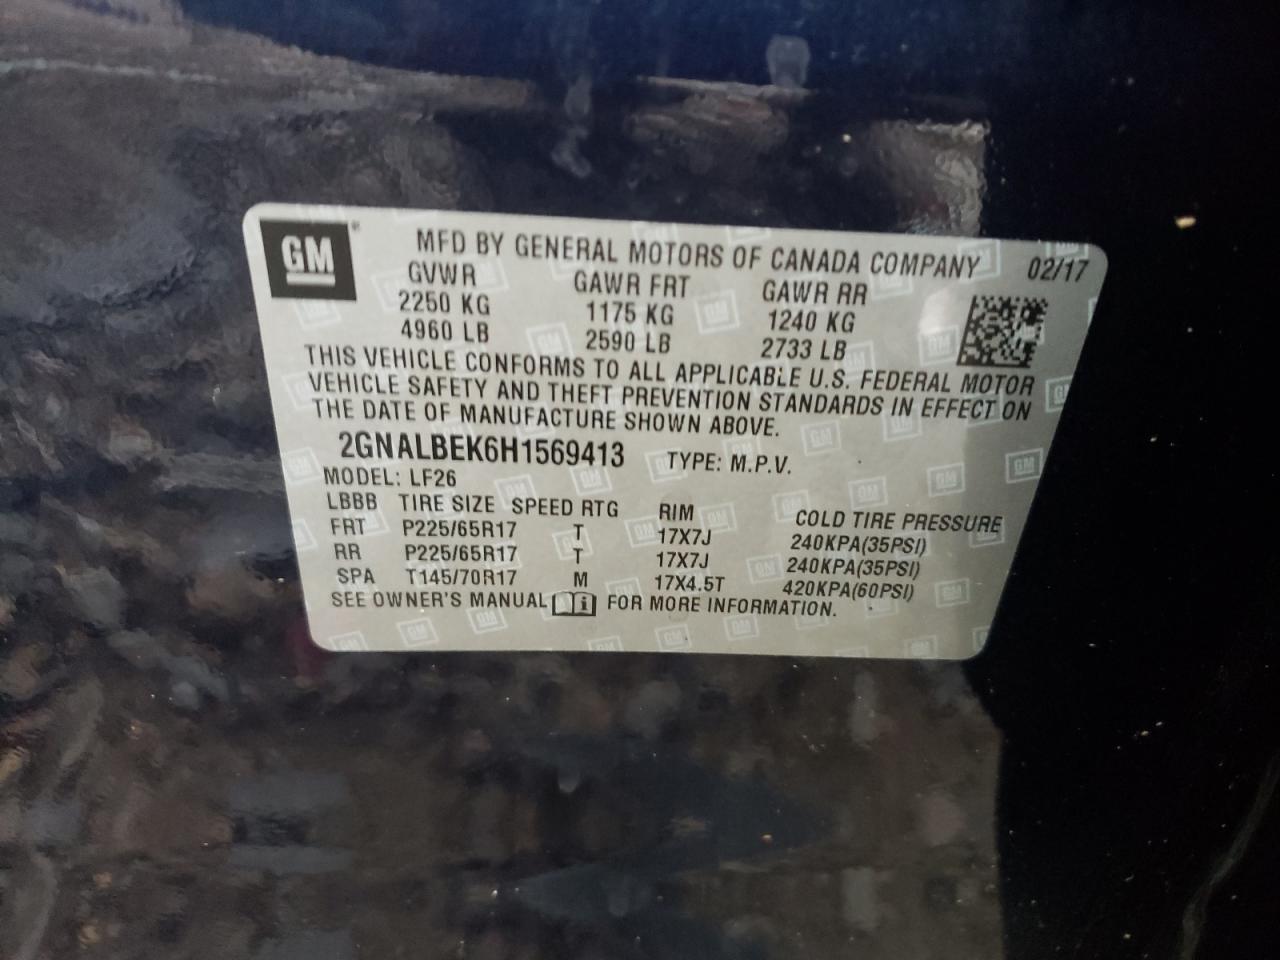 GM®
MFD BY GENERAL MOTORS OF CANADA COMPANY 02/17
GVWR GAWR FRT GAWR RR
2250 KG 1175 KG 1240 KG
4960 LB 2590 LB 2733 LB
THIS VEHICLE CONFORMS TO ALL APPLICABLE U.S. FEDERAL MOTOR
VEHICLE SAFETY AND THEFT PREVENTION STANDARDS IN EFFECT ON
THE DATE OF MANUFACTURE SHOWN ABOVE.
2GNALBEK6H1569413 TYPE: M.P.V.
MODEL: LF26
LBBB TIRE SIZE SPEED RTG RIM COLD TIRE PRESSURE
FRT P225/65R17 T 17X7J 240KPA(35PSI)
RR P225/65R17 T 17X7J 240KPA(35PSI)
SPA T145/70R17 M 17X4.5T 420KPA(60PSI)
SEE OWNER'S MANUAL i FOR MORE INFORMATION.